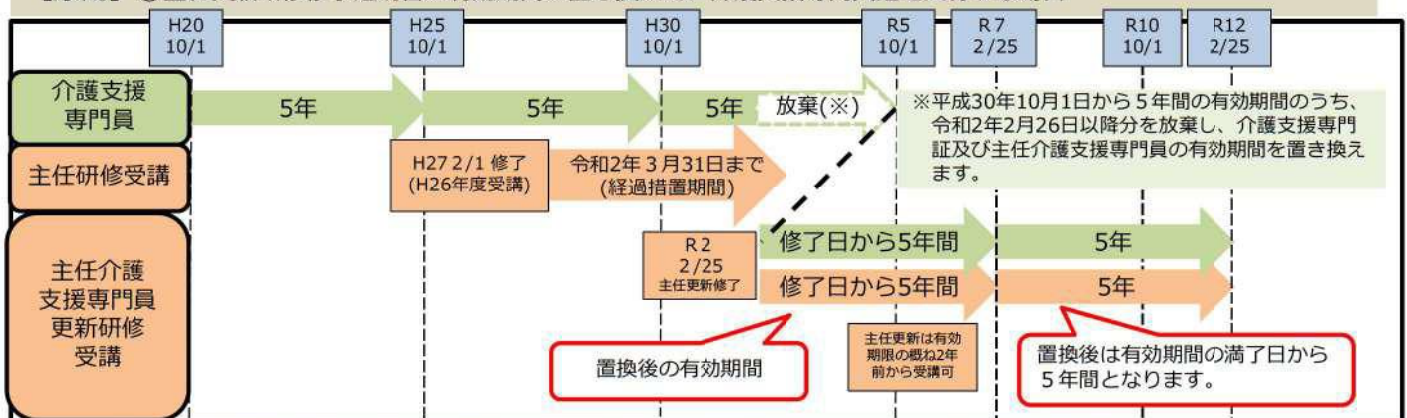 H20
10/1
H25
10/1
H30
10/1
R5
10/1
R７
2/25
R10
10/1
R12
2/25
介護支援
専門員
5年
5年
5年
放棄(※)
※平成30年10月1日から５年間の有効期間のうち、
令和2年2月26日以降分を放棄し、介護支援専門
証及び主任介護支援専門員の有効期間を置き換え
ます。
主任研修受講
H27 2/1 修了
(H26年度受講)
令和2年３月31日まで
(経過措置期間)
主任介護
支援専門員
更新研修
受講
R２
2/25
主任更新修了
修了日から5年間
5年
修了日から5年間
5年
置換後の有効期間
主任更新は有効
期限の概ね2年
前から受講可
置換後は有効期間の満了日から
５年間となります。